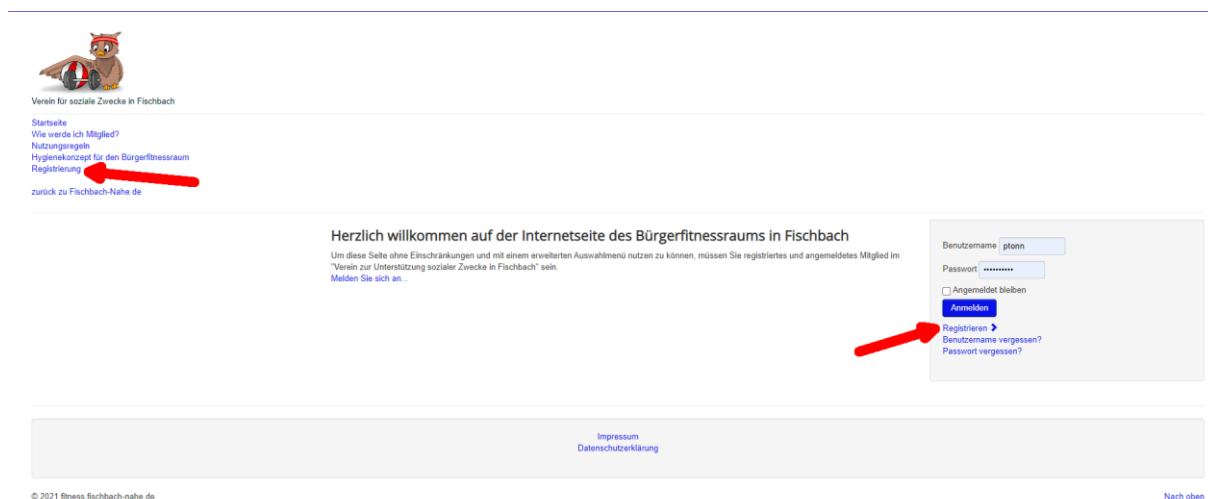 Verein für soziale Zwecke in Fischbach
Startseite
Wie werde ich Mitglied?
Nutzungsregeln
Hygienekonzept für den Bürgerfitnessraum
Registrierung
zurück zu Fischbach-Nahe.de
Herzlich willkommen auf der Internetseite des Bürgerfitnessraums in Fischbach
Um diese Seite ohne Einschränkungen und mit einem erweiterten Auswahlmenü nutzen zu können, müssen Sie registriertes und angemeldetes Mitglied im
"Verein zur Unterstützung sozialer Zwecke in Fischbach" sein.
Melden Sie sich an...
Benutzername ptonn
Passwort ••••••••••
Angemeldet bleiben
Anmelden
Registrieren
Benutzername vergessen?
Passwort vergessen?
Impressum
Datenschutzerklärung
© 2021 fitness.fischbach-nahe.de
Nach oben